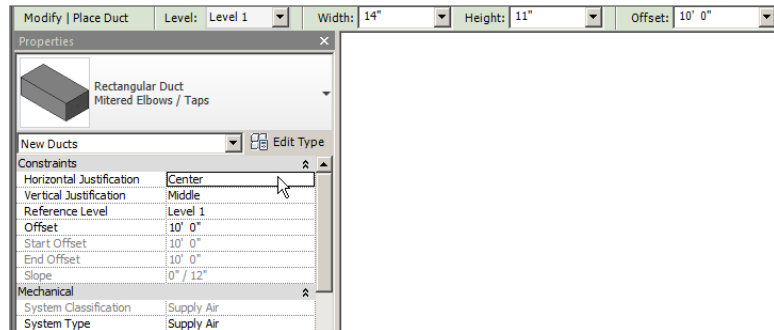 Modify | Place Duct Level: Level 1 Width: 14" Height: 11" Offset: 10' 0"
Properties
Rectangular Duct
Mitered Elbows / Taps
New Ducts Edit Type
Constraints
Horizontal Justification Center
Vertical Justification Middle
Reference Level Level 1
Offset 10' 0"
Start Offset 10' 0"
End Offset 10' 0"
Slope 0" / 12"
Mechanical
System Classification Supply Air
System Type Supply Air